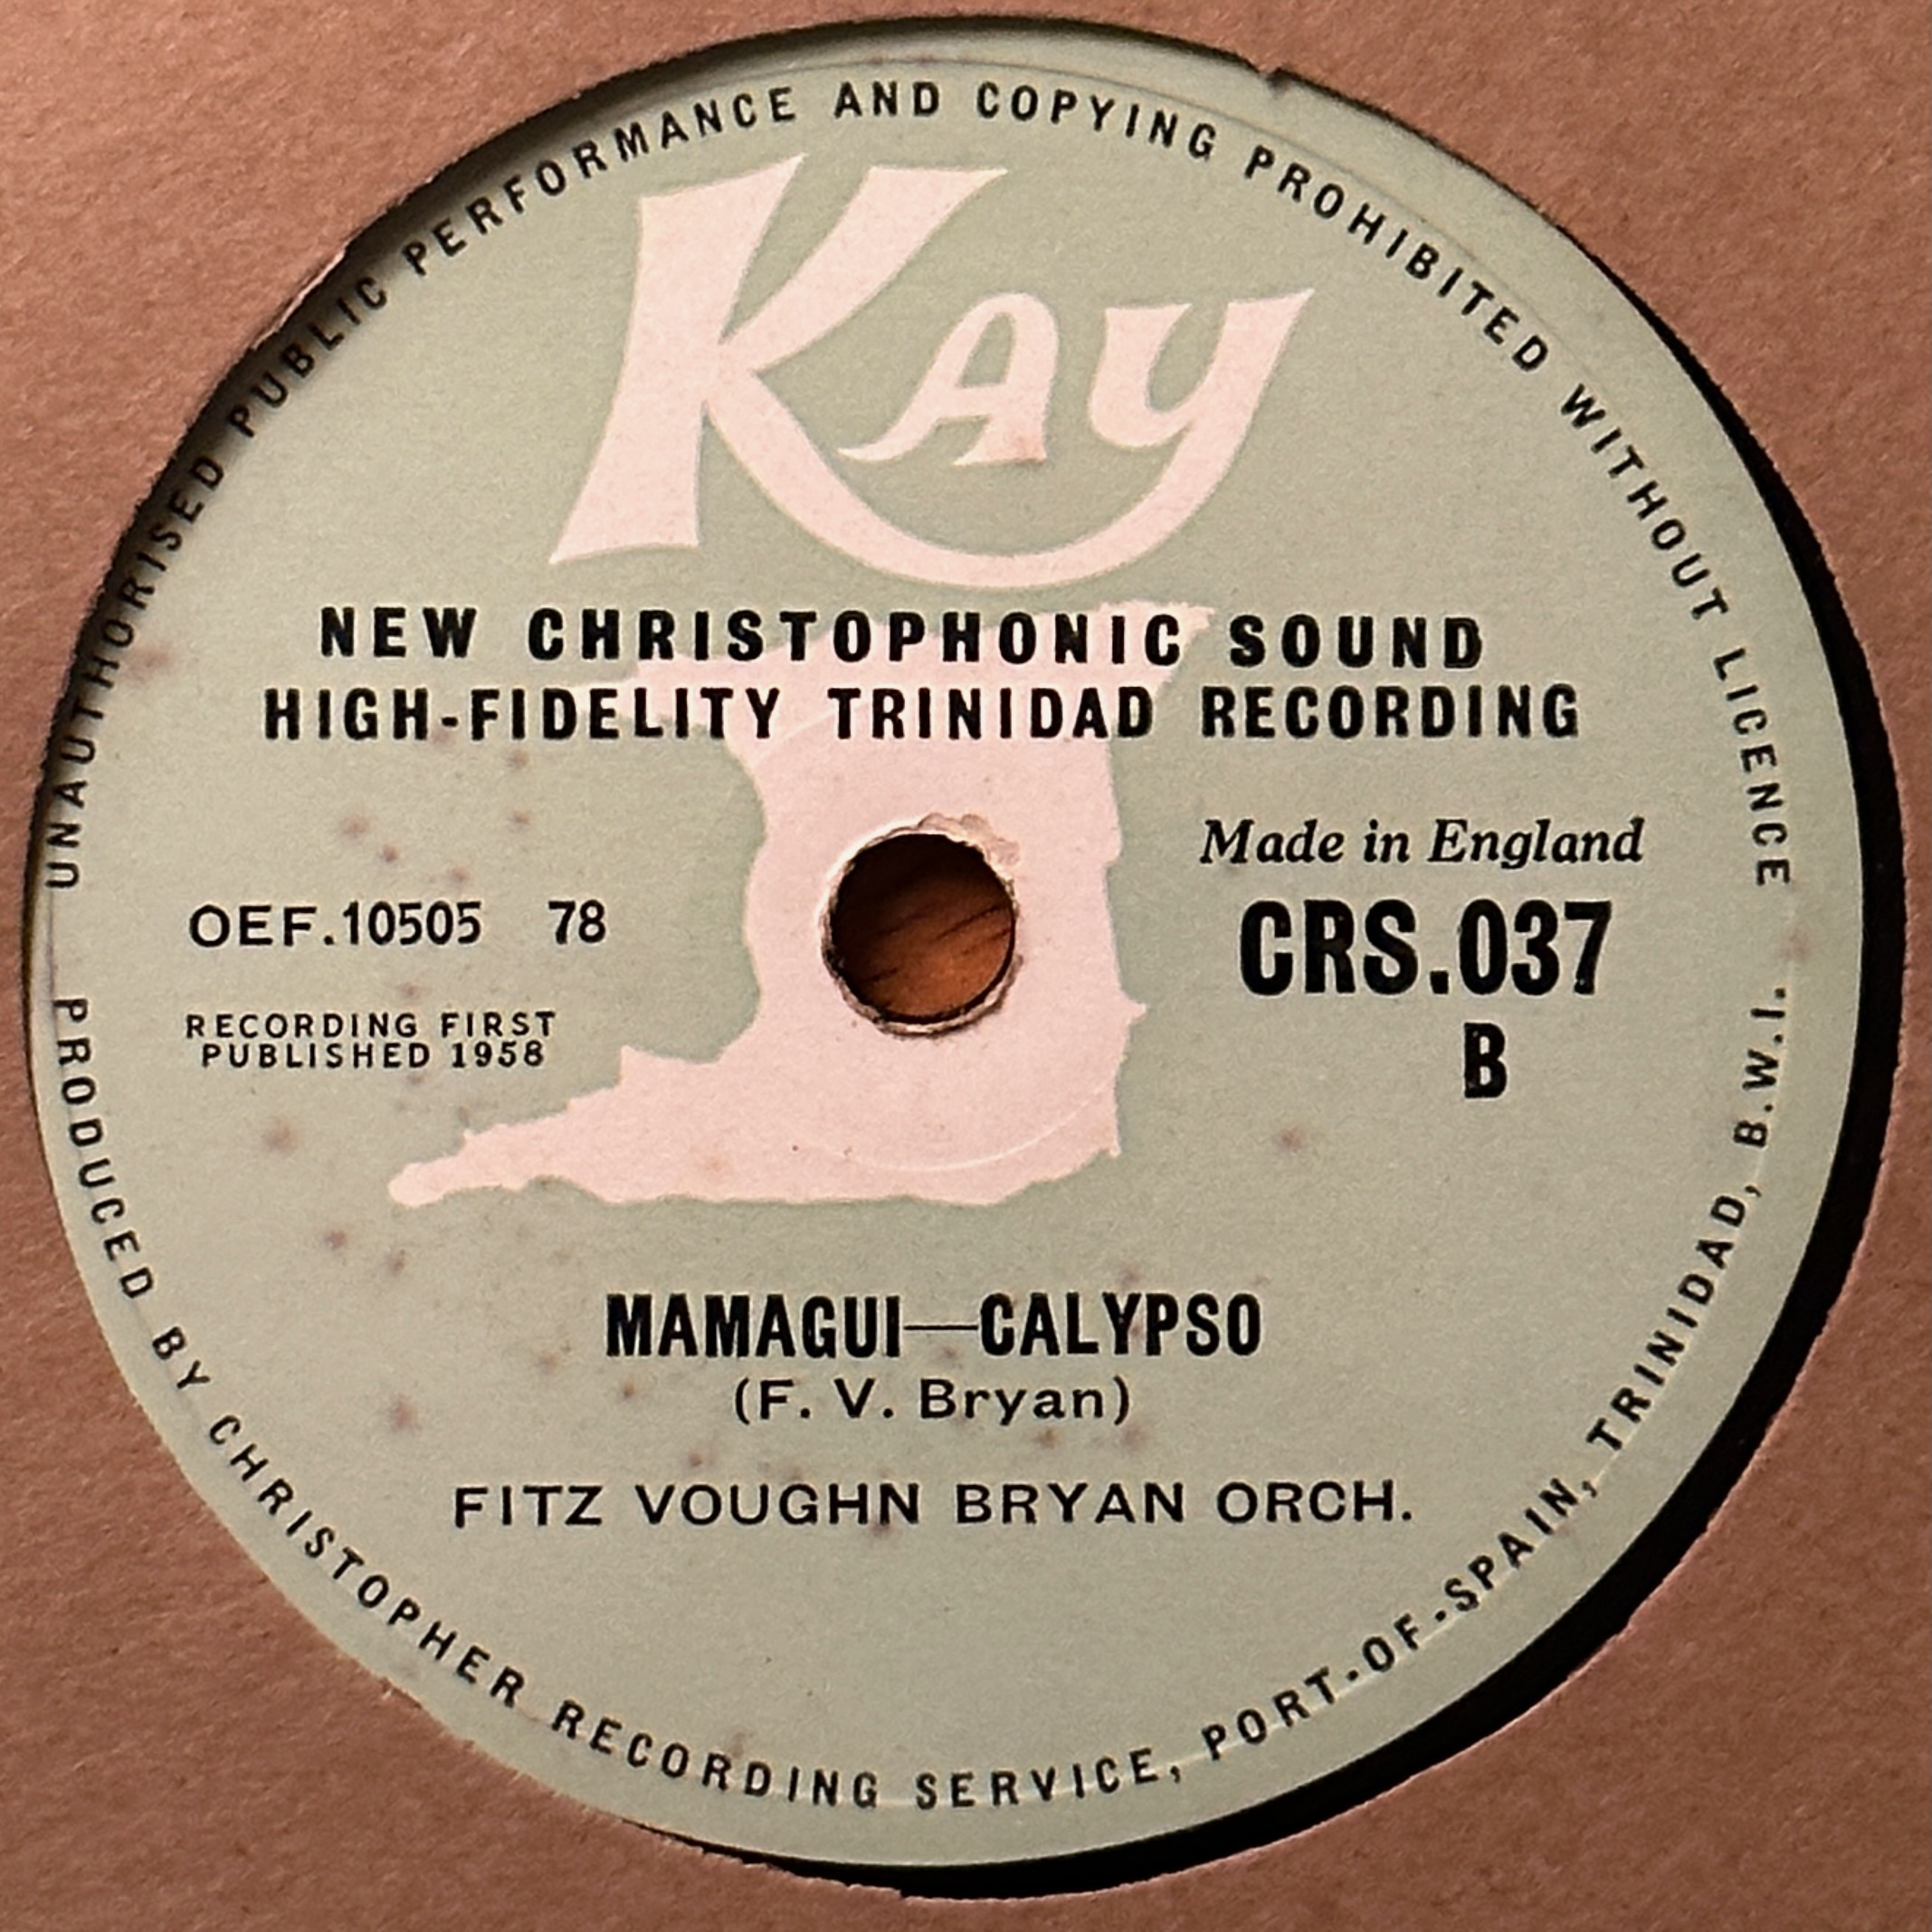 UNAUTHORISED PUBLIC PERFORMANCE AND COPYING PROHIBITED WITHOUT LICENCE
KAY
NEW CHRISTOPHONIC SOUND
HIGH-FIDELITY TRINIDAD RECORDING
Made in England
OEF.10505 78
CRS.037
B
RECORDING FIRST
PUBLISHED 1958
MAMAGUI—CALYPSO
(F. V. Bryan)
FITZ VOUGHN BRYAN ORCH.
PRODUCED BY CHRISTOPHER RECORDING SERVICE, PORT-OF-SPAIN, TRINIDAD, B.W.I.